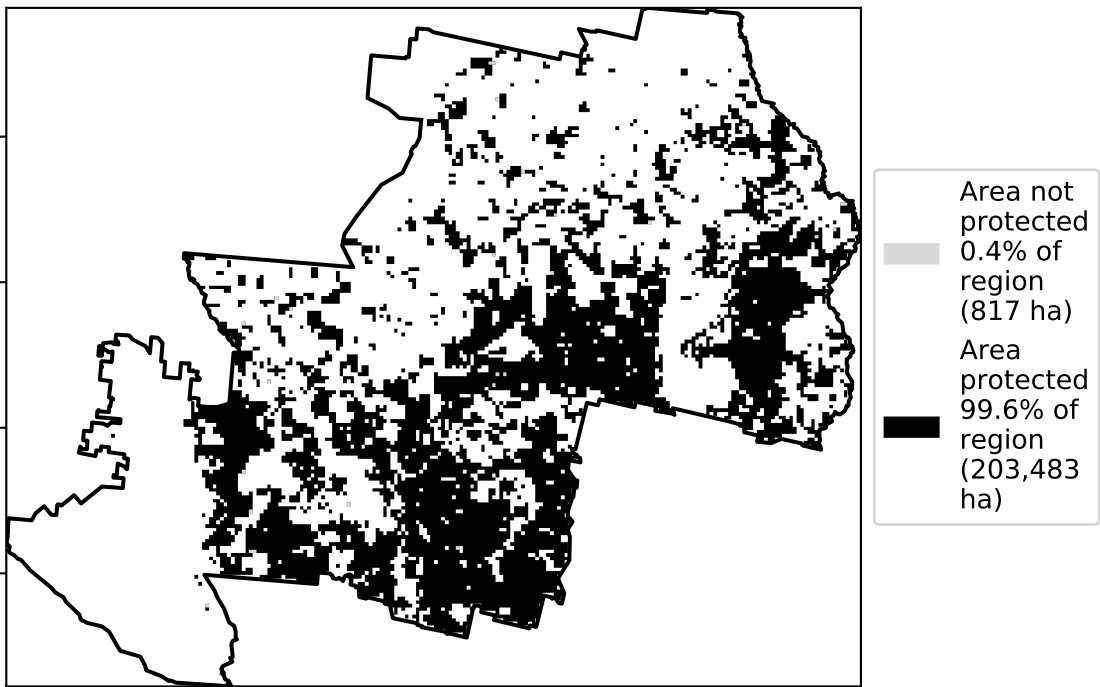 Area not
protected
0.4% of
region
(817 ha)
Area
protected
99.6% of
region
(203,483
ha)